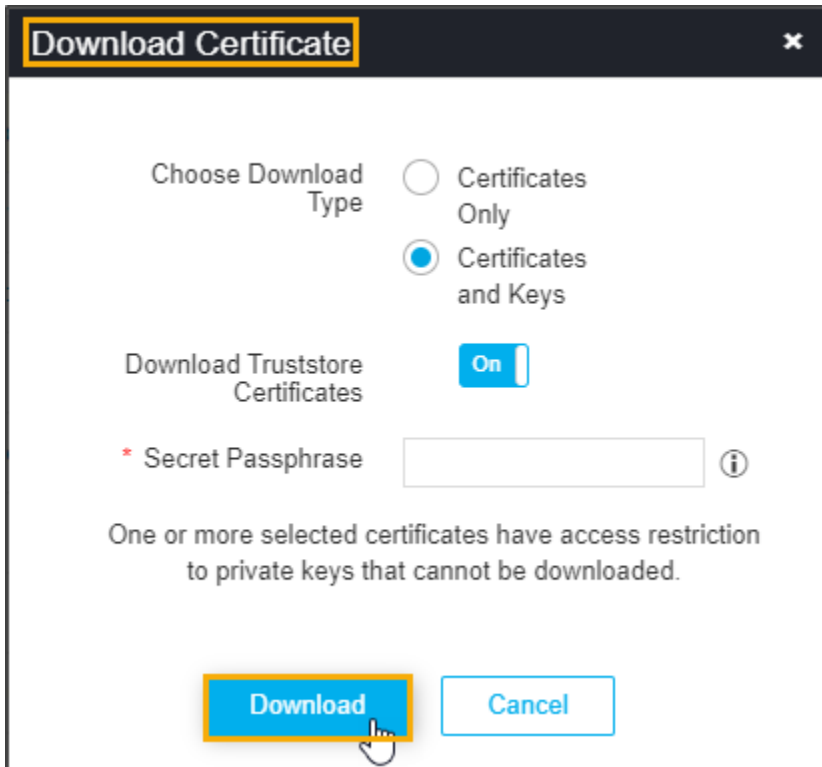 Download Certificate
Choose Download
Type
Certificates
Only
Certificates
and Keys
Download Truststore
Certificates
On
* Secret Passphrase
One or more selected certificates have access restriction
to private keys that cannot be downloaded.
Download
Cancel